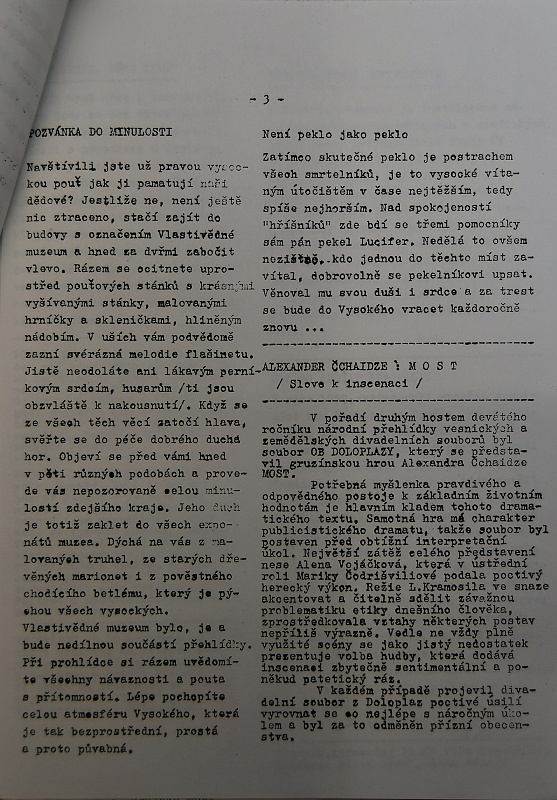 - 3 -
POZVÁNKA DO MINULOSTI
Navštívili jste už pravou vysoc-
kou pouť jak ji pamatují naši
dědové? Jestliže ne, není ještě
nic ztraceno, stačí zajít do
budovy s označením Vlastivědné
muzeum a hned za dveřmi zabočit
vlevo. Rázem se ocitnete upro-
střed pouťových stánků s krásnými
vyšívanými stánky, malovanými
hrníčky a skleničkami, hliněným
nádobím. V uších vám podvědomě
zazní svérázná melodie flašinetu.
Jistě neodoláte ani lákavým perní-
kovým srdcím, husarům /ti jsou
obzvláště k nakousnutí/. Když se
ze všech těch věcí zatočí hlava,
svěřte se do péče dobrého ducha
hor. Objeví se před vámi hned
v pěti různých podobách a prove-
de vás nepozorovaně celou minu-
lostí zdejšího kraje. Jeho duch
je totiž zaklet do všech expo-
nátů muzea. Dýchá na vás z ma-
lovaných truhel, ze starých dře-
věných marionet i z pověstného
chodícího betlému, který je pý-
chou všech vysockých.
Vlastivědné muzeum bylo, je a
bude nedílnou součástí přehlídky.
Při prohlídce si rázem uvědomí-
te všechny návaznosti a pouta
s přítomností. Lépe pochopíte
celou atmosféru Vysokého, která
je tak bezprostřední, prostá
a proto půvabná.
Není peklo jako peklo
Zatímco skutečné peklo je postrachem
všech smrtelníků, je to vysocké víta-
ným útočištěm v čase nejtěžším, tedy
spíše nejhorším. Nad spokojeností
"hříšníků" zde bdí se třemi pomocníky
sám pán pekel Lucifer. Nedělá to ovšem
nezištně..kdo jednou do těchto míst za-
vítal, dobrovolně se pekelníkovi upsal.
Věnoval mu svou duši i srdce a za trest
se bude do Vysokého vracet každoročně
znovu ...
ALEXANDER ČCHAIDZE : M O S T
/ Slovo k inscenaci /
V pořadí druhým hostem devátého
ročníku národní přehlídky vesnických a
zemědělských divadelních souborů byl
soubor OB DOLOPLAZY, který se předsta-
vil gruzínskou hrou Alexandra Čchaidze
MOST.
Potřebná myšlenka pravdivého a
odpovědného postoje k základním životním
hodnotám je hlavním kladem tohoto drama-
tického textu. Samotná hra má charakter
publicistického dramatu, takže soubor byl
postaven před obtížní interpretační
úkol. Největší zátěž celého představení
nese Alena Vojáčková, která v ústřední
roli Mariky Čodrišviliové podala poctivý
herecký výkon. Režie L.Kramosila ve snaze
akcentovat a čitelně sdělit závažnou
problematiku etiky dnešního člověka,
zprostředkovala vztahy některých postav
nepříliš výrazně. Vedle ne vždy plně
využité scény se jako jistý nedostatek
prezentuje volba hudby, která dodává
inscenaci zbytečně sentimentální a po-
někud patetický ráz.
V každém případě projevil diva-
delní soubor z Doloplaz poctivé úsilí
vyrovnat se co nejlépe s náročným úko-
lem a byl za to odměněn přízní obecen-
stva.